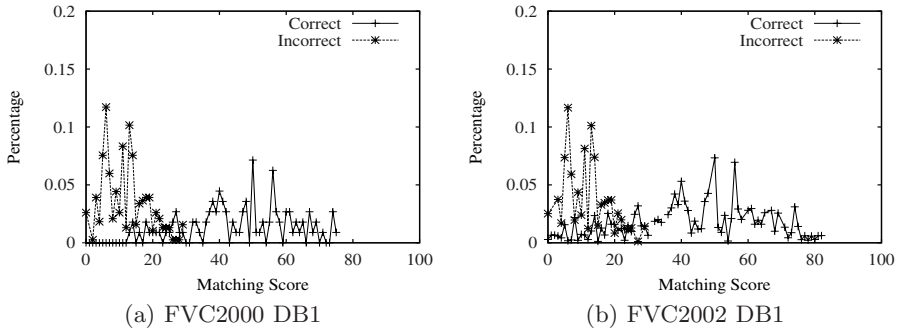 0.2
0.15
0.1
0.05
0
Percentage
Correct
Incorrect
0 20 40 60 80 100
Matching Score
(a) FVC2000 DB1
0.2
0.15
0.1
0.05
0
Percentage
Correct
Incorrect
0 20 40 60 80 100
Matching Score
(b) FVC2002 DB1